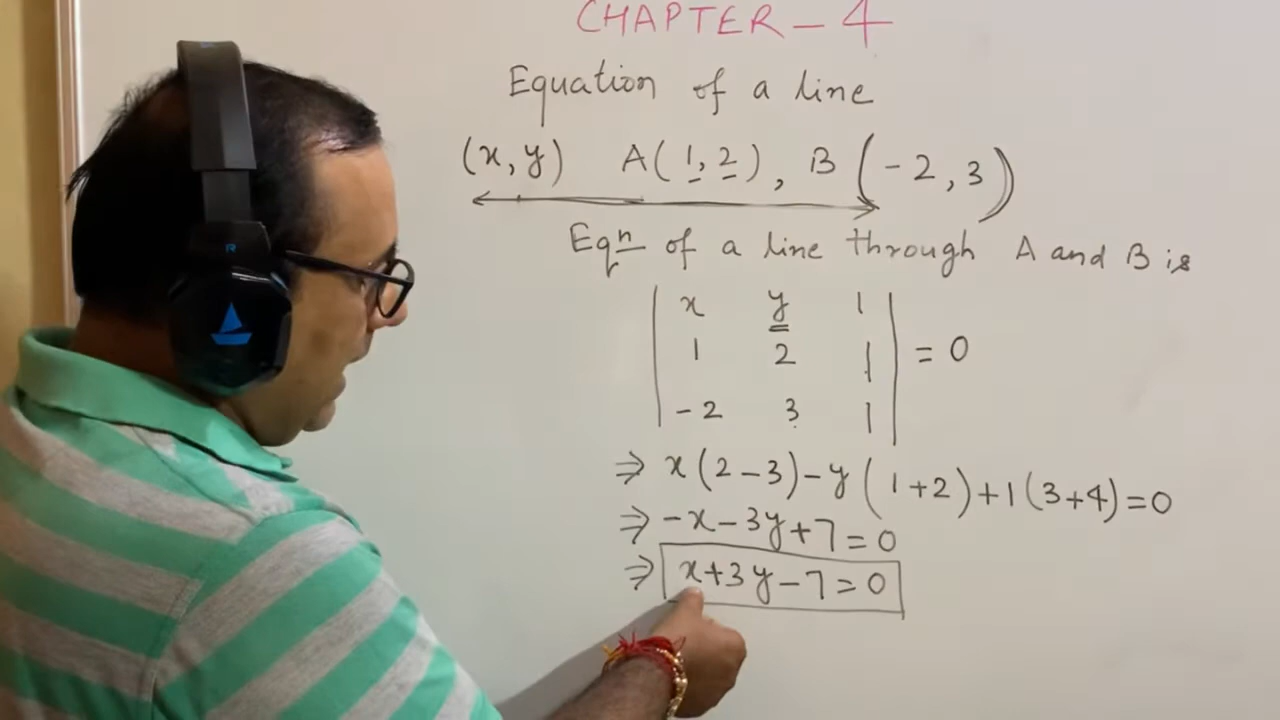 CHAPTER-4
Equation of a line
(x, y) A(1, 2), B(-2, 3)
Eqn of a line through A and B is
| x y 1 |
| 1 2 1 | = 0
| -2 3 1 |
⇒ x(2-3)-y(1+2)+1(3+4)=0
⇒ -x-3y+7=0
⇒ x+3y-7=0
R